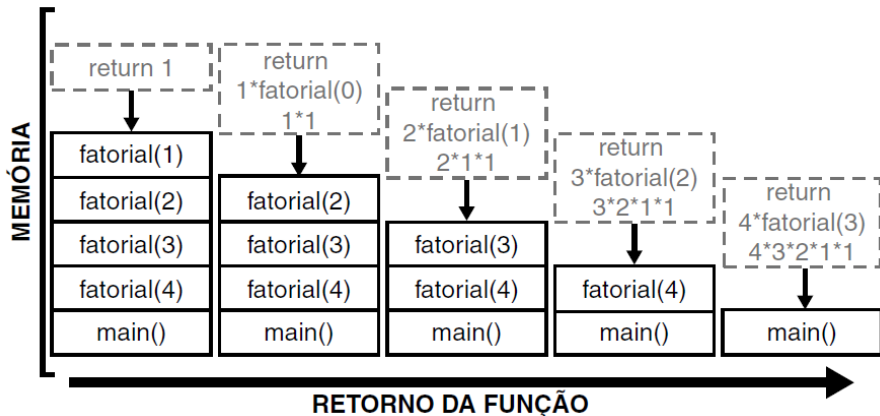 MEMÓRIA
return 1
fatorial(1)
fatorial(2)
fatorial(3)
fatorial(4)
main()
return
1*fatorial(0)
1*1
fatorial(2)
fatorial(3)
fatorial(4)
main()
return
2*fatorial(1)
2*1*1
fatorial(3)
fatorial(4)
main()
return
3*fatorial(2)
3*2*1*1
fatorial(4)
main()
return
4*fatorial(3)
4*3*2*1*1
main()
RETORNO DA FUNÇÃO